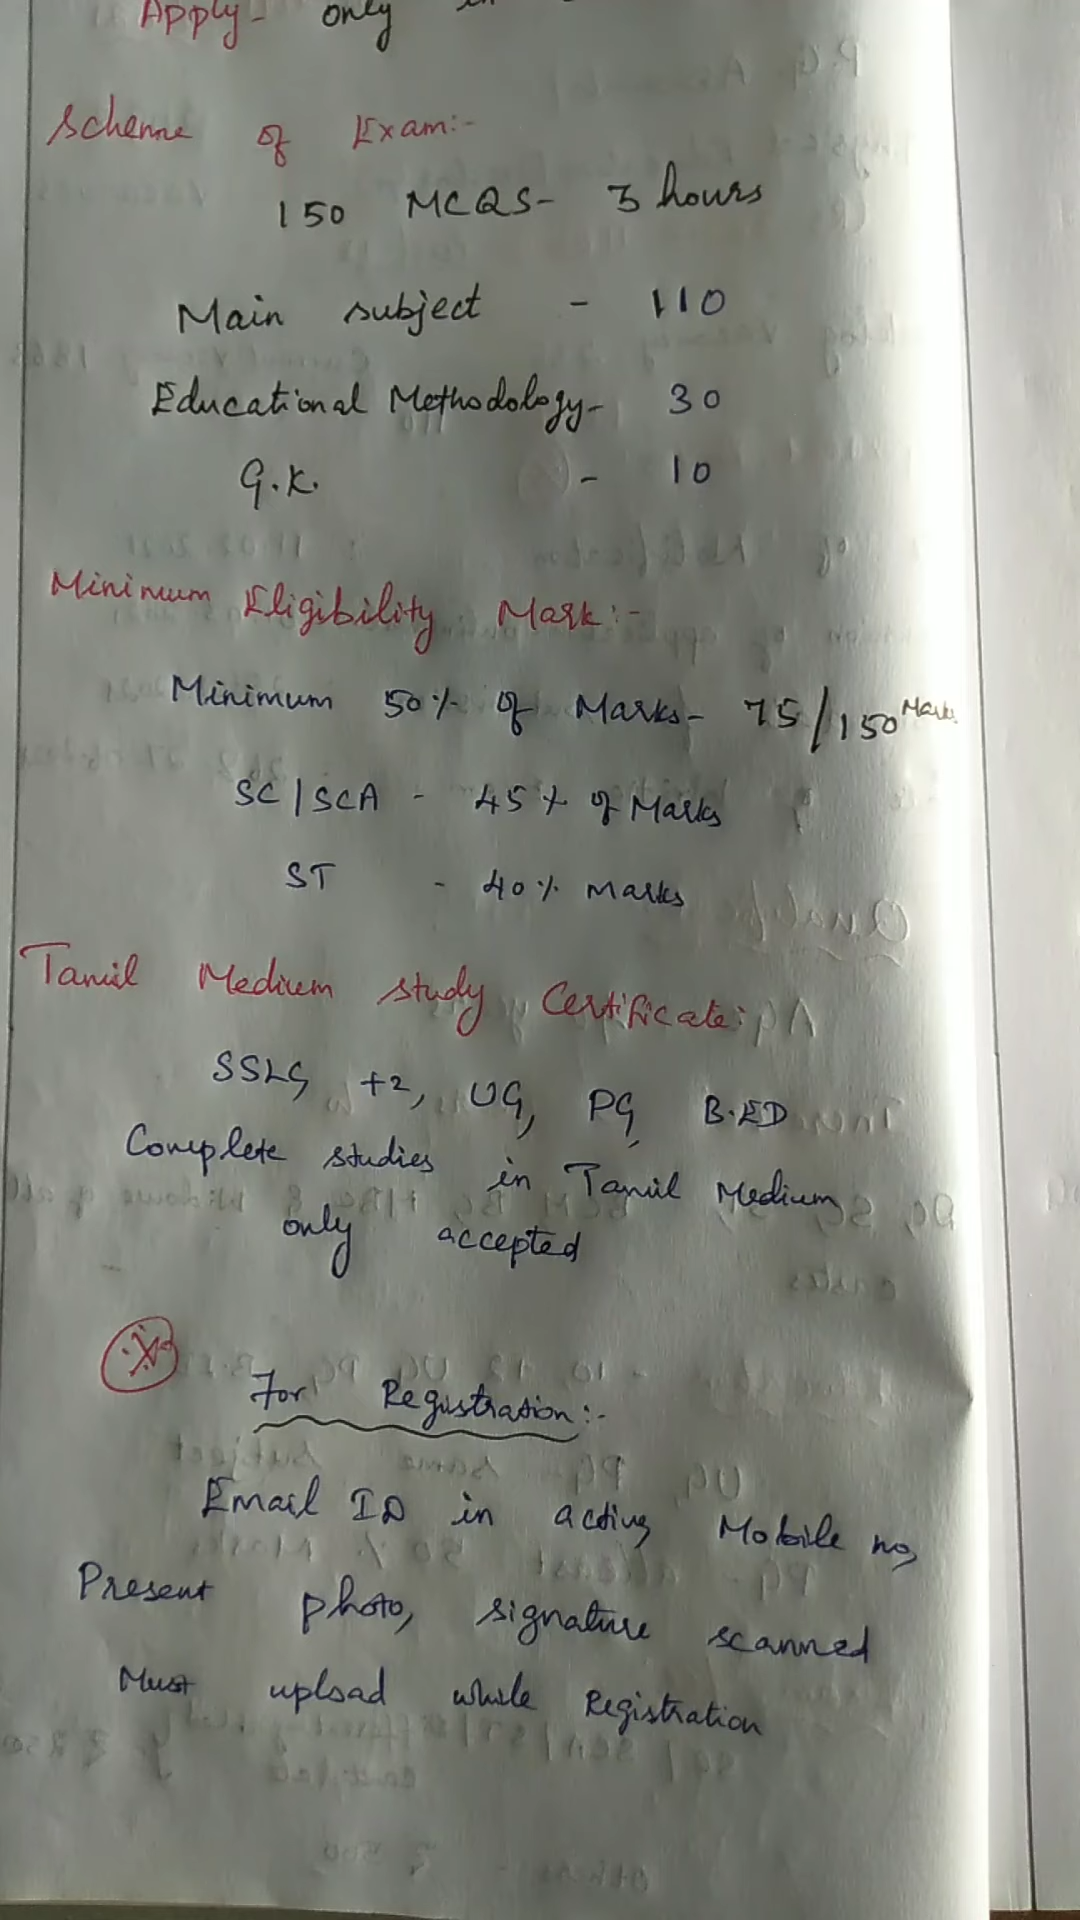 Apply - only in
Scheme of Exam:-
150 MCQS- 3 hours
Main subject - 110
Educational Methodology- 30
G.K. - 10
Minimum Eligibility Mark:-
Minimum 50% of Marks- 75/150 Marks
SC/SCA - 45% of Marks
ST - 40% Marks
Tamil Medium study Certificate:
SSLC, +2, UG, PG, B.ED
Complete studies in Tamil Medium
only accepted
For Registration:-
Email ID in active Mobile no,
Present photo, signature scanned
Must upload while Registration